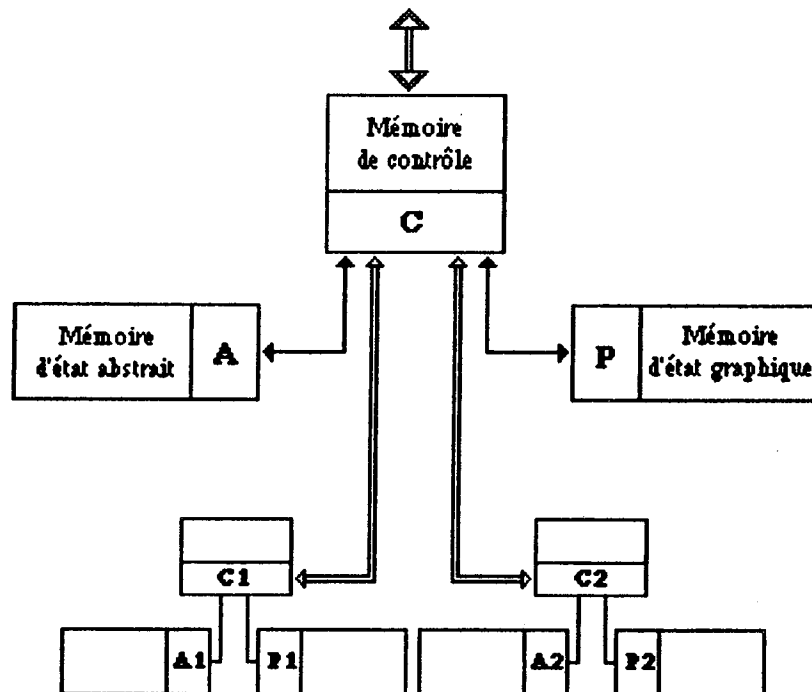 Mémoire
de contrôle
C
Mémoire
d'état abstrait
A
P
Mémoire
d'état graphique
C1
C2
A1
P1
A2
P2